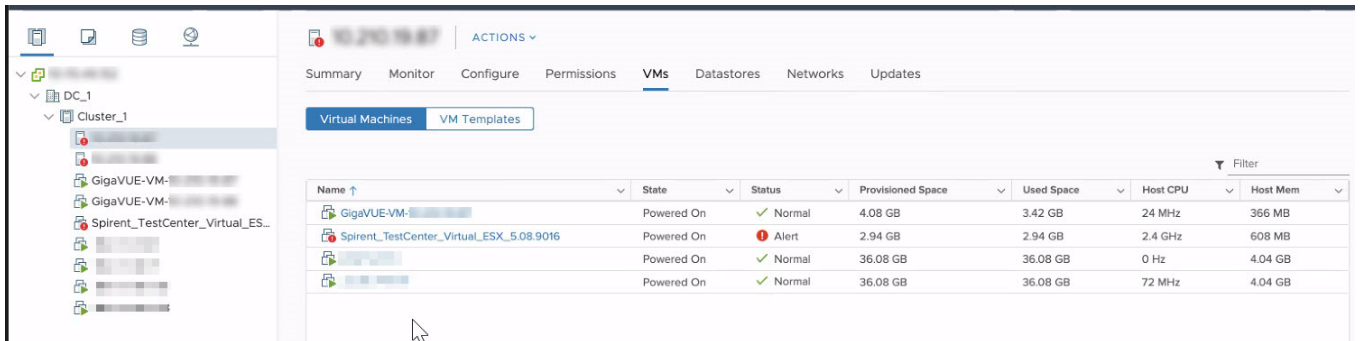 ACTIONS
Summary Monitor Configure Permissions VMs Datastores Networks Updates
DC_1
Cluster_1
Virtual Machines VM Templates
GigaVUE-VM-
GigaVUE-VM-
Spirent_TestCenter_Virtual_ES...
Filter
Name State Status Provisioned Space Used Space Host CPU Host Mem
GigaVUE-VM- Powered On Normal 4.08 GB 3.42 GB 24 MHz 366 MB
Spirent_TestCenter_Virtual_ESX_5.08.9016 Powered On Alert 2.94 GB 2.94 GB 2.4 GHz 608 MB
Powered On Normal 36.08 GB 36.08 GB 0 Hz 4.04 GB
Powered On Normal 36.08 GB 36.08 GB 72 MHz 4.04 GB